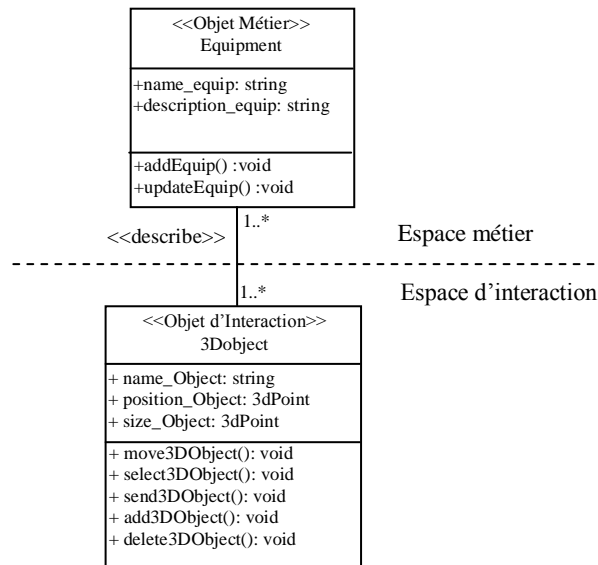 <<Objet Métier>>
Equipment
+name_equip: string
+description_equip: string
+addEquip() :void
+updateEquip() :void
1..*
<<describe>>
Espace métier
Espace d'interaction
1..*
<<Objet d'Interaction>>
3Dobject
+ name_Object: string
+ position_Object: 3dPoint
+ size_Object: 3dPoint
+ move3DObject(): void
+ select3DObject(): void
+ send3DObject(): void
+ add3DObject(): void
+ delete3DObject(): void